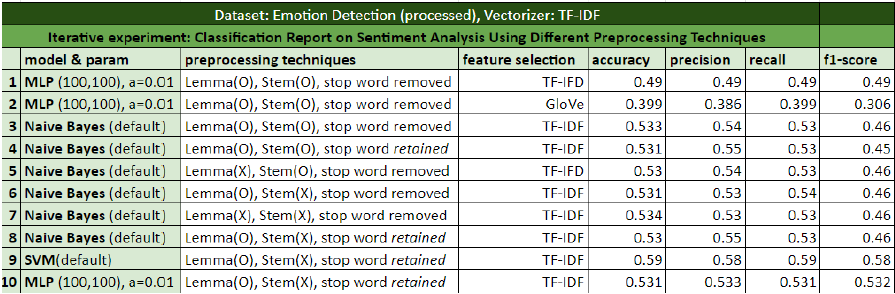 Dataset: Emotion Detection (processed), Vectorizer: TF-IDF
Iterative experiment: Classification Report on Sentiment Analysis Using Different Preprocessing Techniques
model & param preprocessing techniques feature selection accuracy precision recall f1-score
1 MLP (100,100), a=0.01 Lemma(O), Stem(O), stop word removed TF-IFD 0.49 0.49 0.49 0.49
2 MLP (100,100), a=0.01 Lemma(O), Stem(O), stop word removed GloVe 0.399 0.386 0.399 0.306
3 Naive Bayes (default) Lemma(O), Stem(O), stop word removed TF-IDF 0.533 0.54 0.53 0.46
4 Naive Bayes (default) Lemma(O), Stem(O), stop word retained TF-IDF 0.531 0.55 0.53 0.45
5 Naive Bayes (default) Lemma(X), Stem(O), stop word removed TF-IFD 0.53 0.54 0.53 0.46
6 Naive Bayes (default) Lemma(O), Stem(X), stop word removed TF-IDF 0.531 0.53 0.54 0.46
7 Naive Bayes (default) Lemma(X), Stem(X), stop word removed TF-IDF 0.534 0.53 0.53 0.46
8 Naive Bayes (default) Lemma(O), Stem(X), stop word retained TF-IDF 0.53 0.55 0.53 0.46
9 SVM(default) Lemma(O), Stem(X), stop word retained TF-IDF 0.59 0.58 0.59 0.58
10 MLP (100,100), a=0.01 Lemma(O), Stem(X), stop word retained TF-IDF 0.531 0.533 0.531 0.532